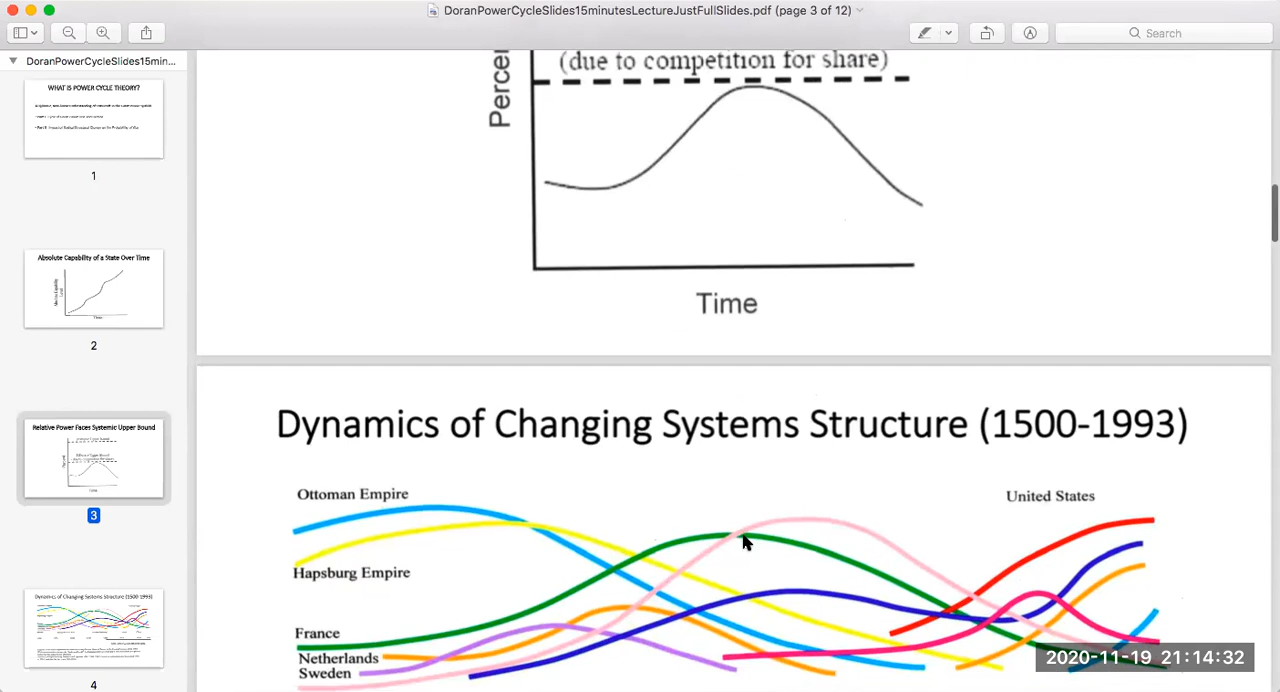 DoranPowerCycleSlides15minutesLectureJustFullSlides.pdf (page 3 of 12)
Search
DoranPowerCycleSlides15min...
WHAT IS POWER CYCLE THEORY?
1
Absolute Capability of a State Over Time
Time
2
Relative Power Faces Systemic Upper Bound
Time
3
Dynamics of Changing Systems Structure (1500-1993)
4
(due to competition for share)
Percen
Time
Dynamics of Changing Systems Structure (1500-1993)
Ottoman Empire
United States
Hapsburg Empire
France
Netherlands
Sweden
2020-11-19 21:14:32